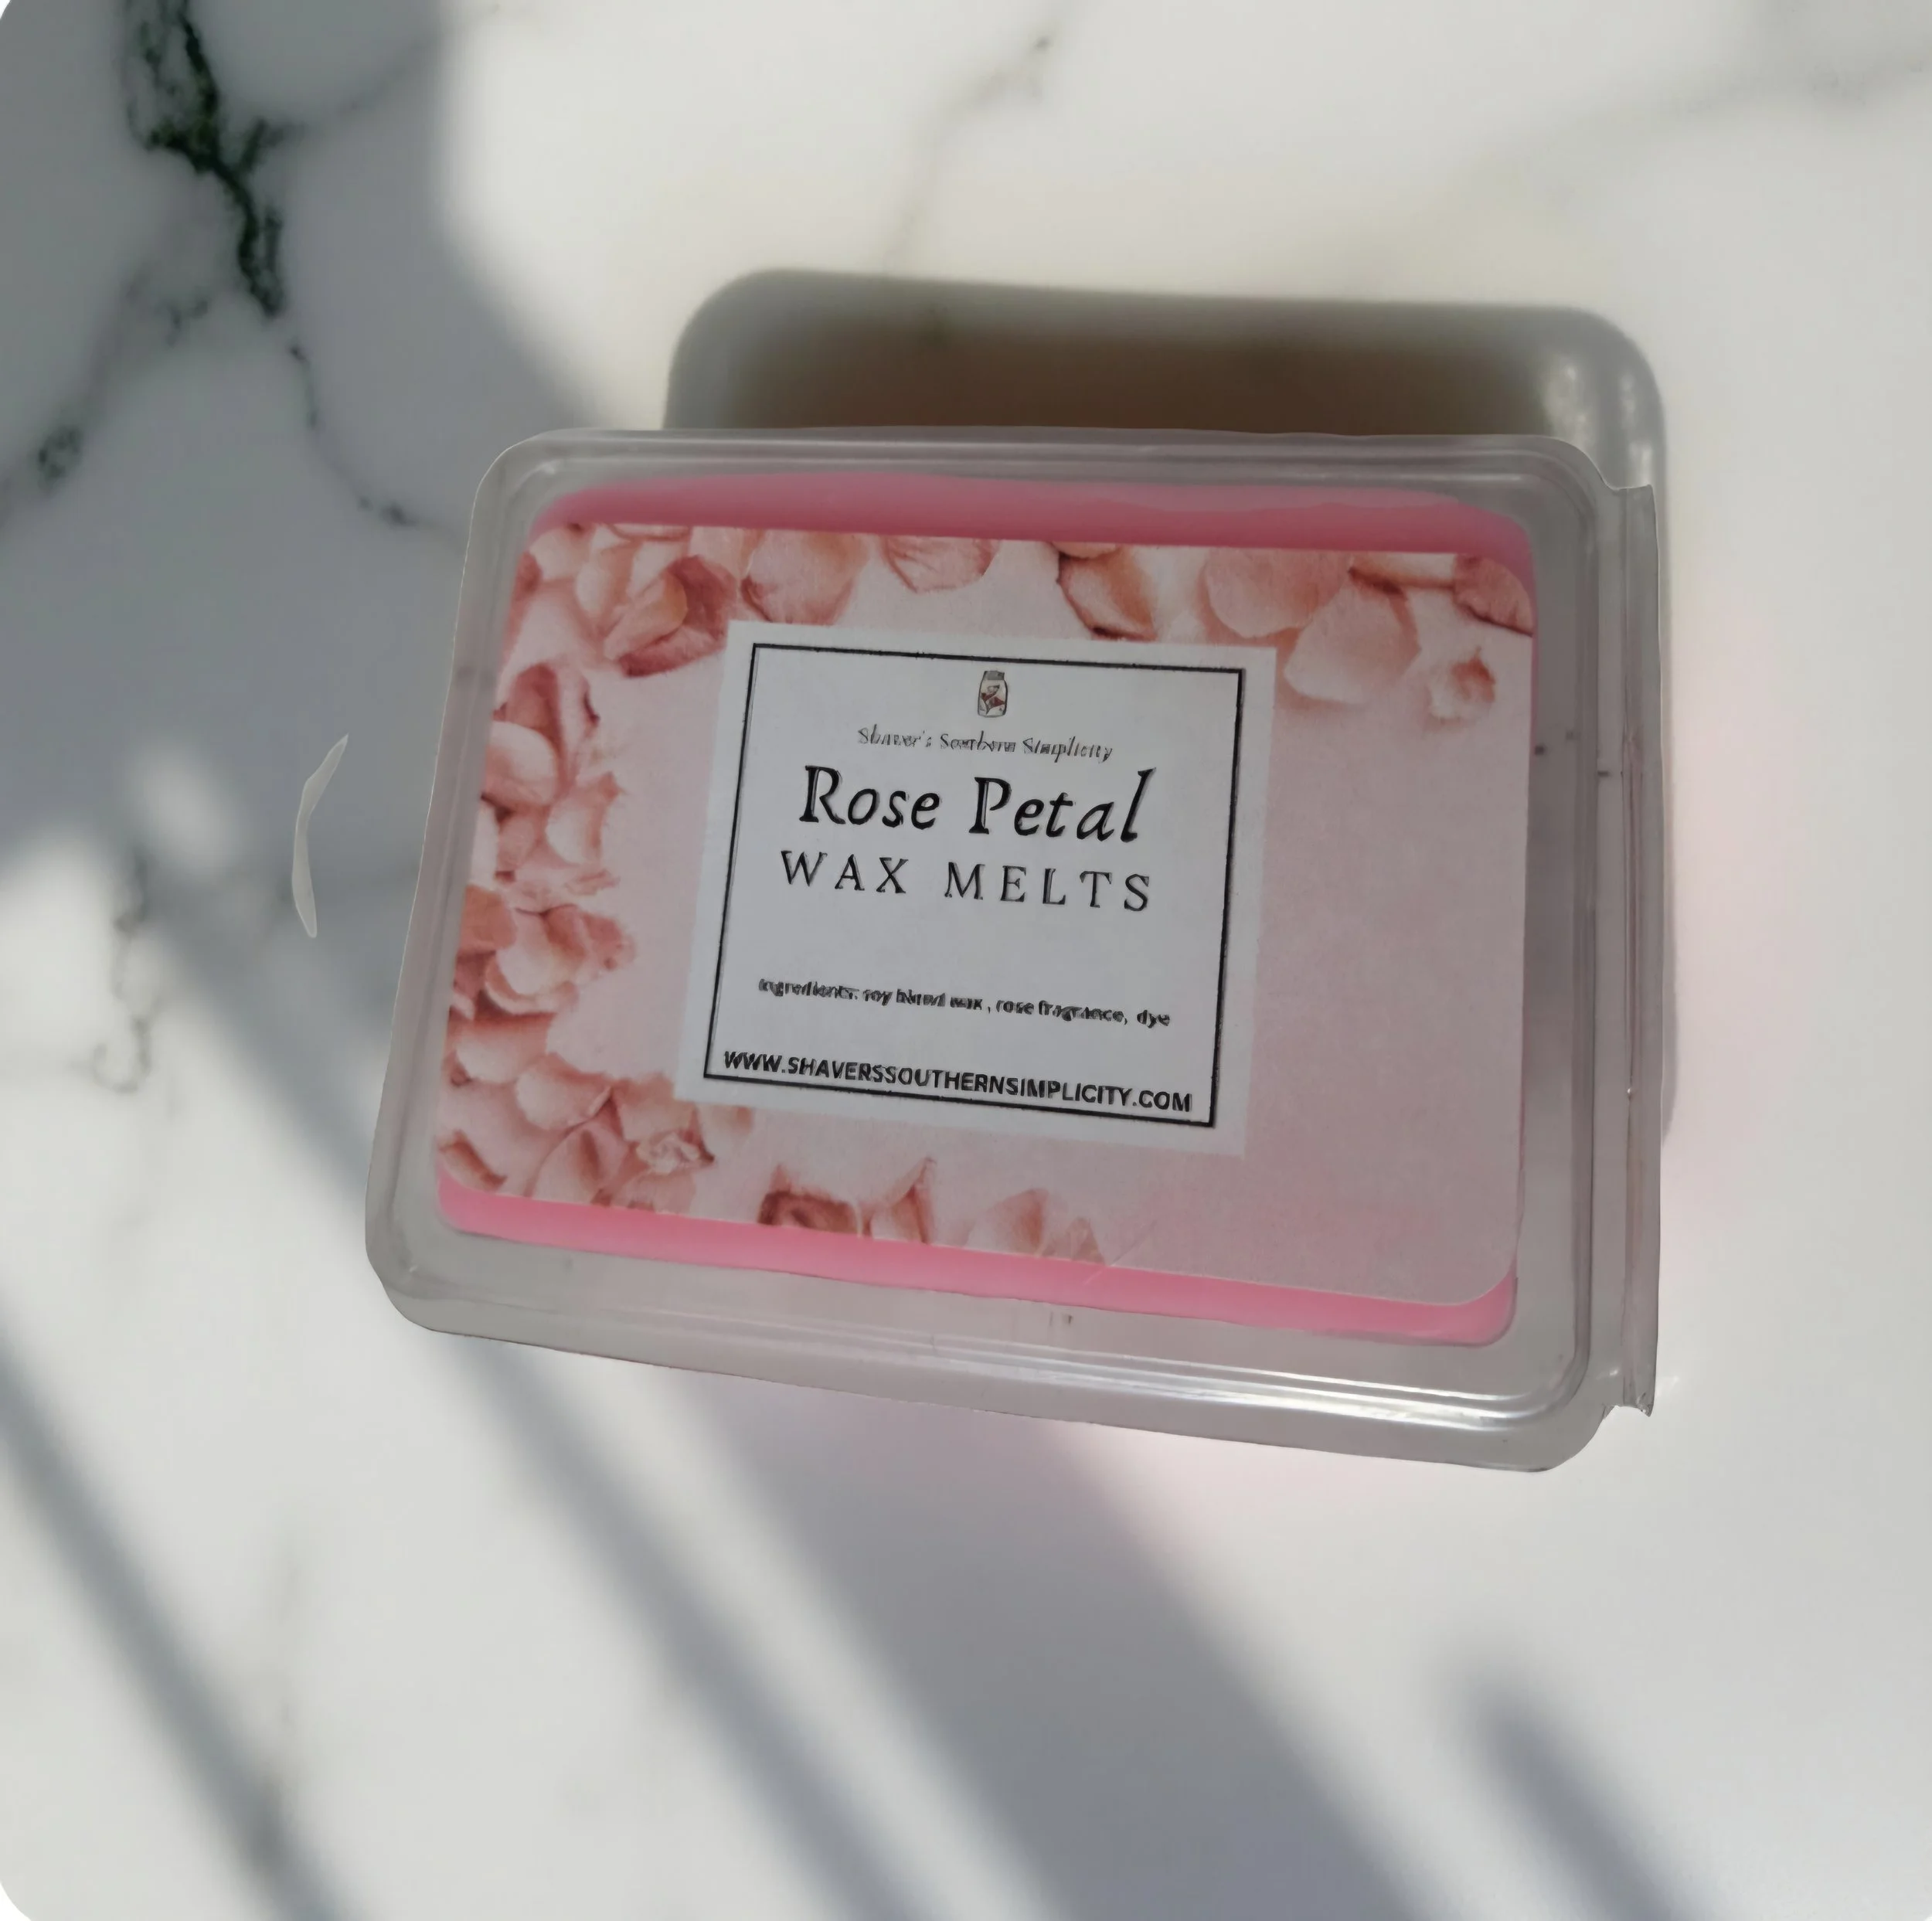 Shaver's Southern Simplicity
Rose Petal
WAX MELTS
Ingredients: soy blend wax , rose fragrance, dye
WWW.SHAVERSSOUTHERNSIMPLICITY.COM